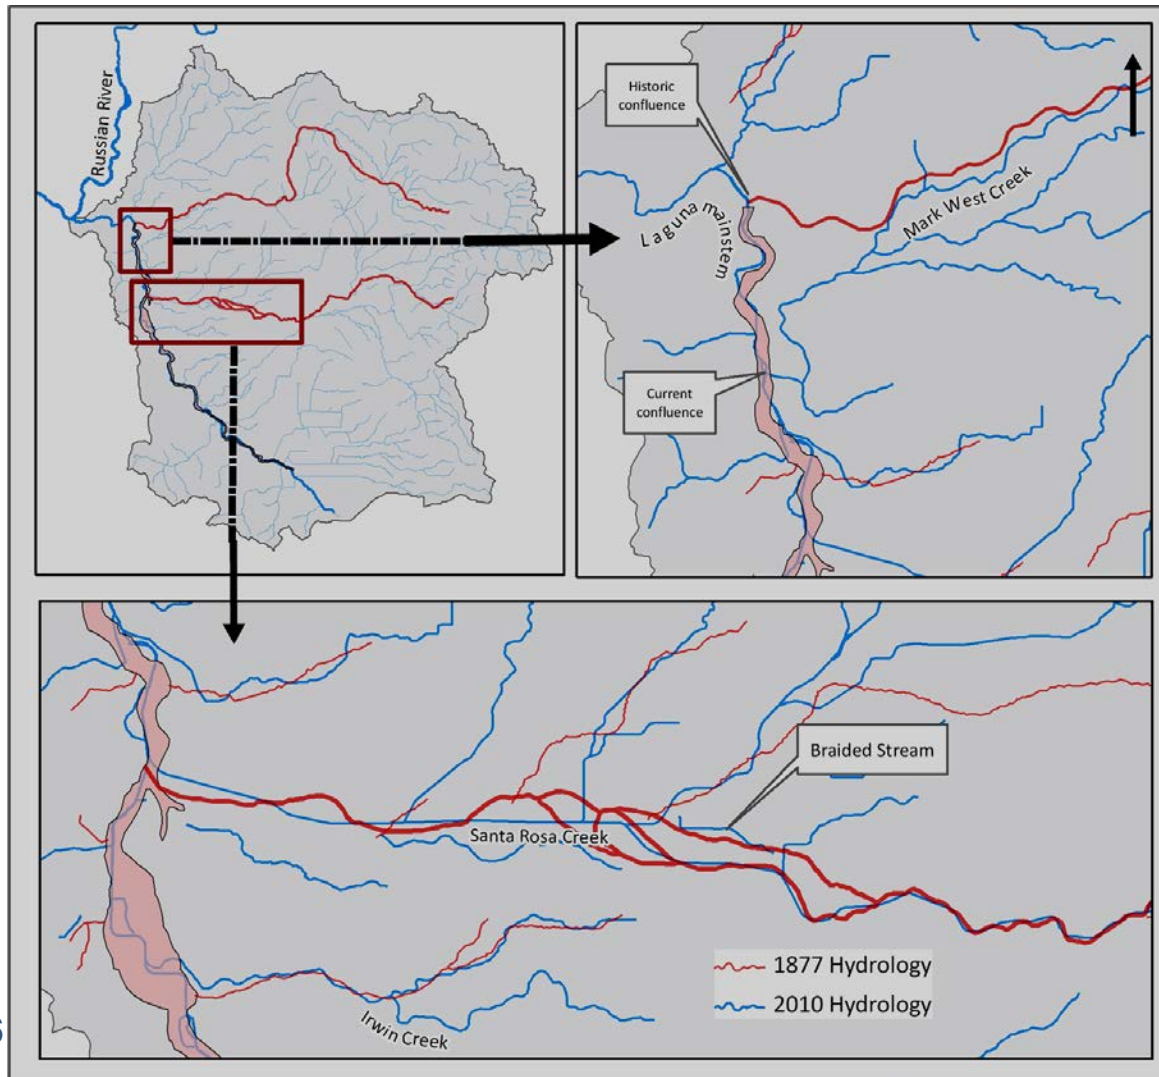 Russian River
Historic
confluence
Laguna mainstem
Mark West Creek
Current
confluence
Braided Stream
Santa Rosa Creek
Irwin Creek
1877 Hydrology
2010 Hydrology